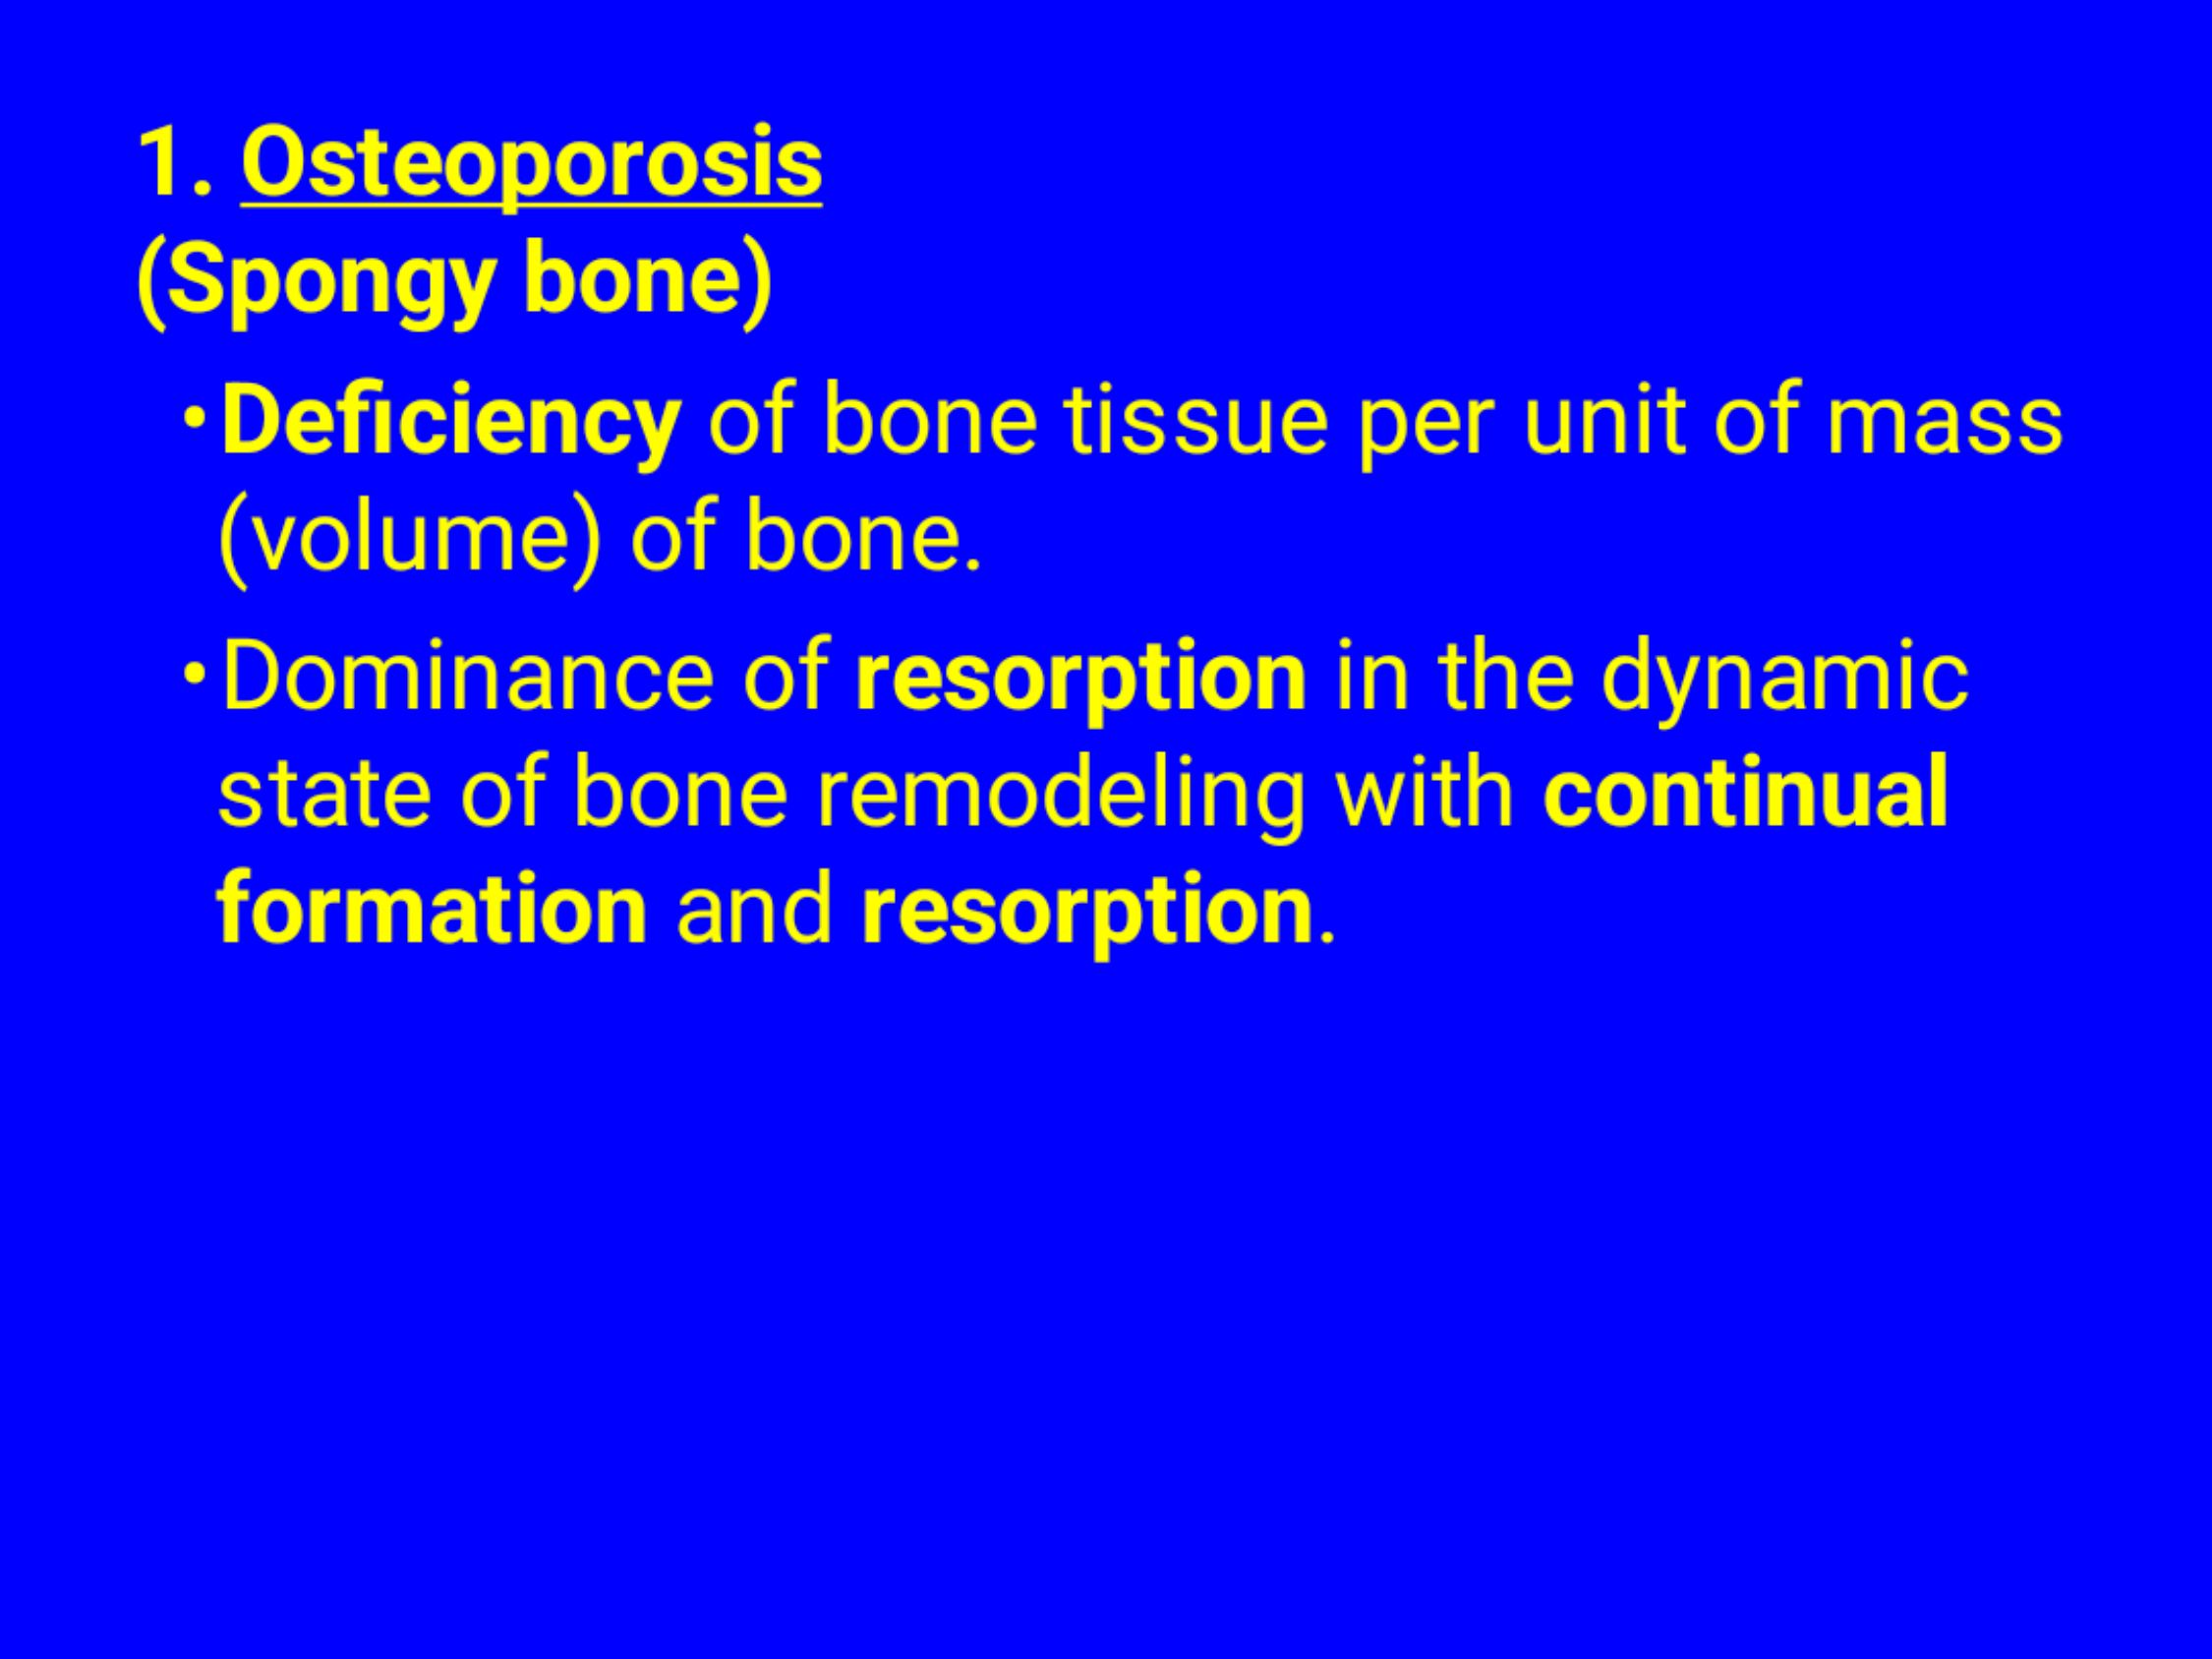 1. Osteoporosis
(Spongy bone)
•Deficiency of bone tissue per unit of mass
(volume) of bone.
•Dominance of resorption in the dynamic
state of bone remodeling with continual
formation and resorption.